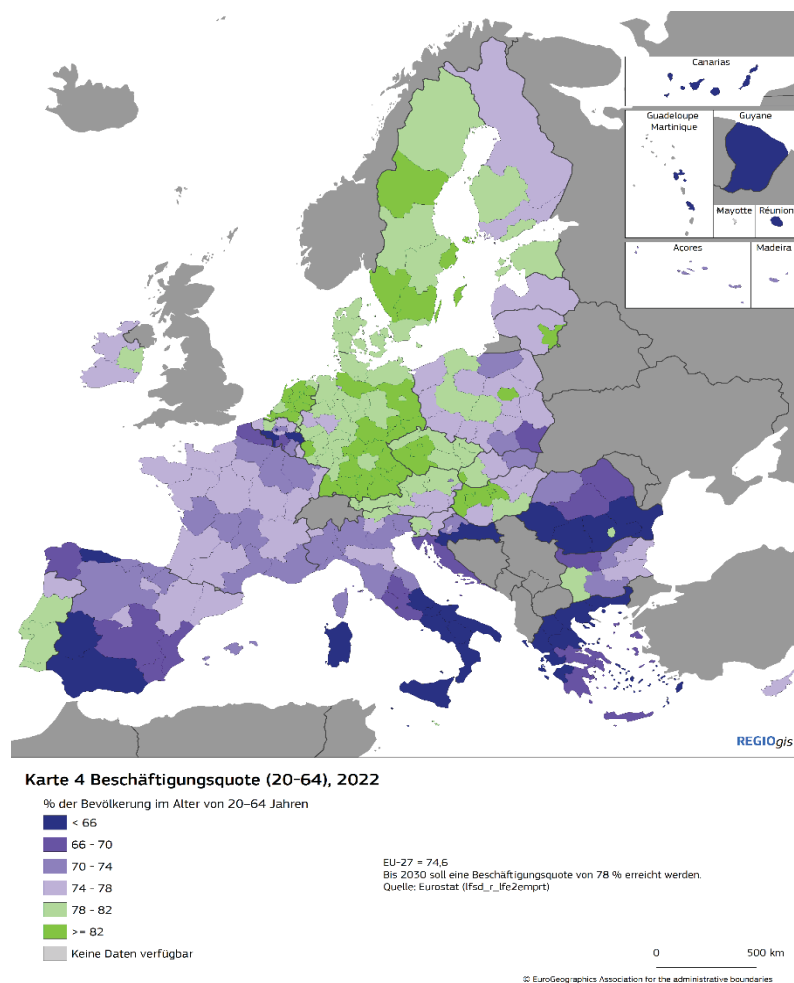 Canarias
Guadeloupe
Martinique
Guyane
Mayotte
Réunion
Açores
Madeira
REGIOgis
Karte 4 Beschäftigungsquote (20-64), 2022
% der Bevölkerung im Alter von 20–64 Jahren
< 66
66 - 70
70 - 74
74 - 78
78 - 82
>= 82
Keine Daten verfügbar
EU-27 = 74,6
Bis 2030 soll eine Beschäftigungsquote von 78 % erreicht werden.
Quelle: Eurostat (lfsd_r_lfe2emprt)
0 500 km
© EuroGeographics Association for the administrative boundaries